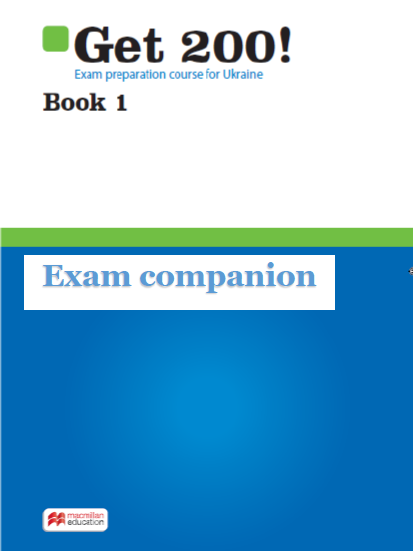 Get 200!
Exam preparation course for Ukraine
Book 1
Exam companion
macmillan
education